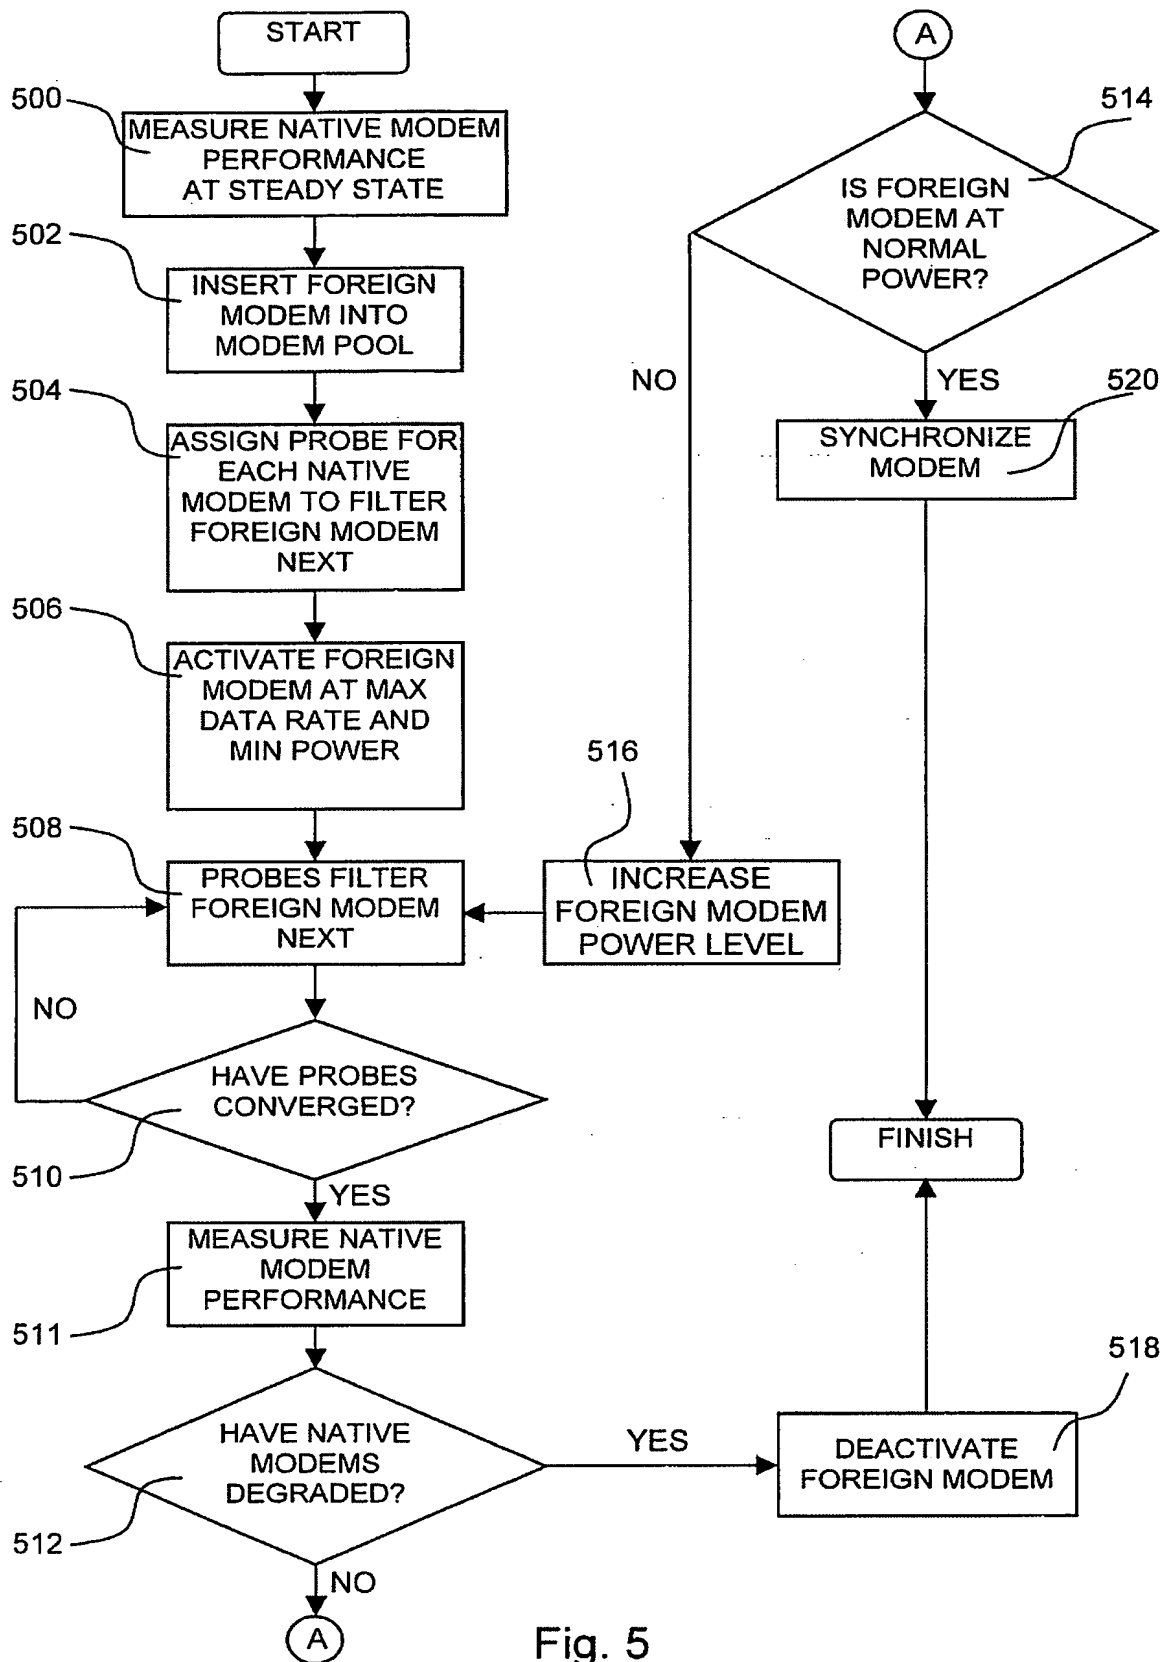 START
500
MEASURE NATIVE MODEM
PERFORMANCE
AT STEADY STATE
502
INSERT FOREIGN
MODEM INTO
MODEM POOL
504
ASSIGN PROBE FOR
EACH NATIVE
MODEM TO FILTER
FOREIGN MODEM
NEXT
506
ACTIVATE FOREIGN
MODEM AT MAX
DATA RATE AND
MIN POWER
508
PROBES FILTER
FOREIGN MODEM
NEXT
NO
HAVE PROBES
CONVERGED?
510
YES
MEASURE NATIVE
MODEM
PERFORMANCE
511
HAVE NATIVE
MODEMS
DEGRADED?
512
YES
NO
A
A
514
IS FOREIGN
MODEM AT
NORMAL
POWER?
NO
YES
520
SYNCHRONIZE
MODEM
516
INCREASE
FOREIGN MODEM
POWER LEVEL
FINISH
518
DEACTIVATE
FOREIGN MODEM
Fig. 5